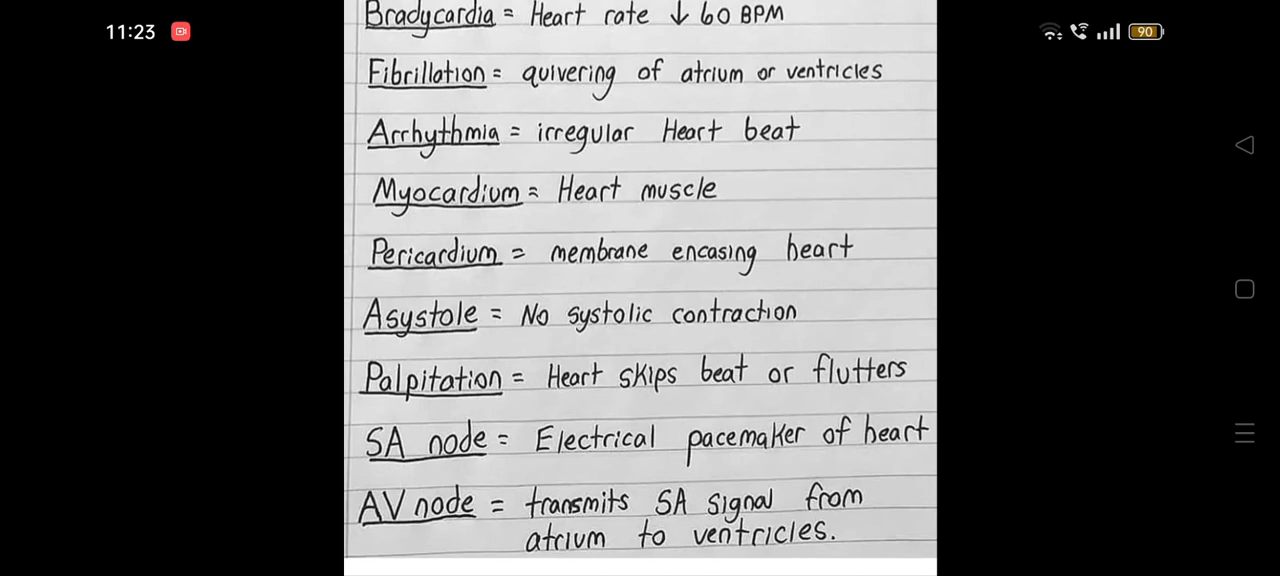 11:23
90
Bradycardia = Heart rate ↓ 60 BPM
Fibrillation = quivering of atrium or ventricles
Arrhythmia = irregular Heart beat
Myocardium = Heart muscle
Pericardium = membrane encasing heart
Asystole = No systolic contraction
Palpitation = Heart skips beat or flutters
SA node = Electrical pacemaker of heart
AV node = transmits SA signal from
atrium to ventricles.